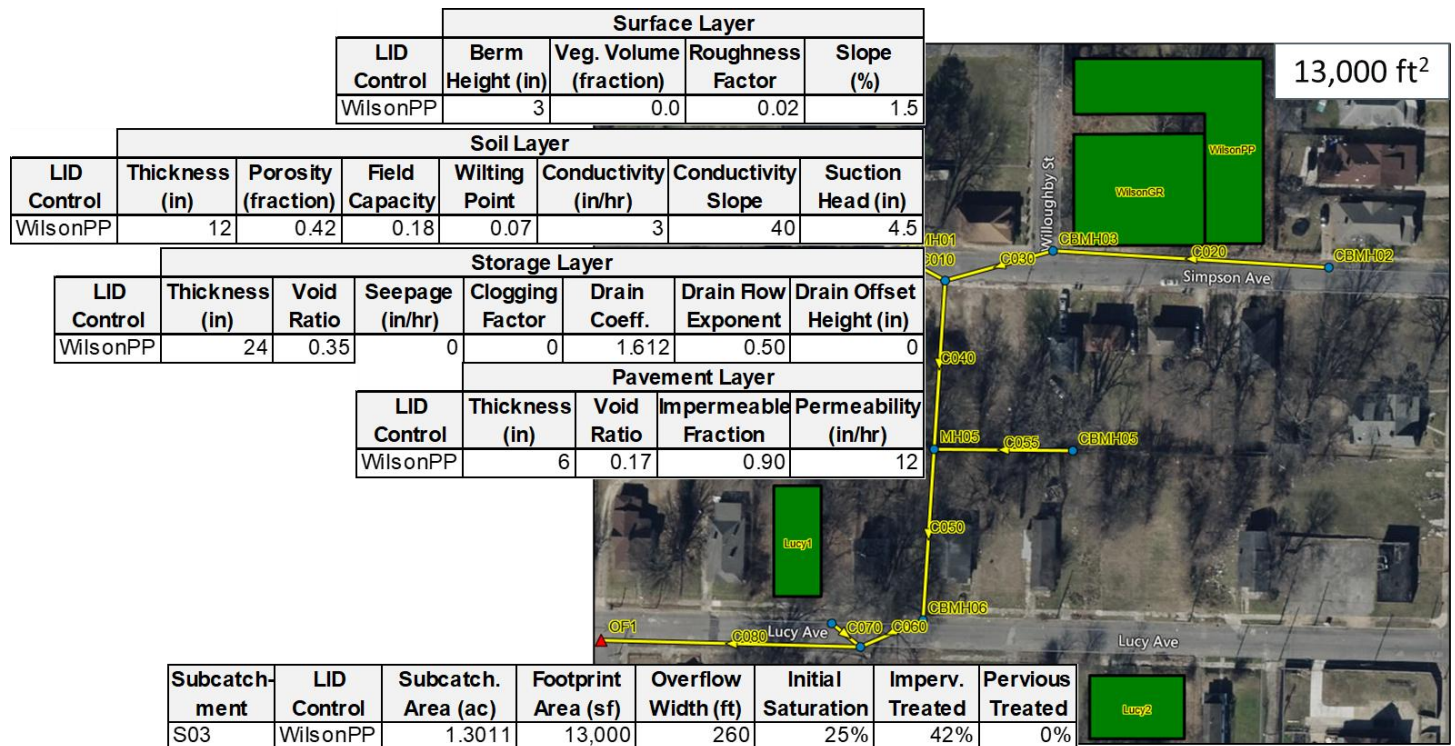 Surface Layer
LID Control Berm Height (in) Veg. Volume (fraction) Roughness Factor Slope (%)
WilsonPP 3 0.0 0.02 1.5
Soil Layer
LID Control Thickness (in) Porosity (fraction) Field Capacity Wilting Point Conductivity (in/hr) Conductivity Slope Suction Head (in)
WilsonPP 12 0.42 0.18 0.07 3 40 4.5
Storage Layer
LID Control Thickness (in) Void Ratio Seepage (in/hr) Clogging Factor Drain Coeff. Drain Flow Exponent Drain Offset Height (in)
WilsonPP 24 0.35 0 0 1.612 0.50 0
Pavement Layer
LID Control Thickness (in) Void Ratio Impermeable Fraction Permeability (in/hr)
WilsonPP 6 0.17 0.90 12
13,000 ft²
WilsonPP
WilsonGR
Willoughby St
MH01
C010
C030
CBMH03
C020
CBMH02
Simpson Ave
C040
MH05
C055
CBMH05
C050
Lucy1
CBMH06
OF1
C080
Lucy Ave
C070
C060
Lucy Ave
Lucy2
Subcatch-ment LID Control Subcatch. Area (ac) Footprint Area (sf) Overflow Width (ft) Initial Saturation Imperv. Treated Pervious Treated
S03 WilsonPP 1.3011 13,000 260 25% 42% 0%